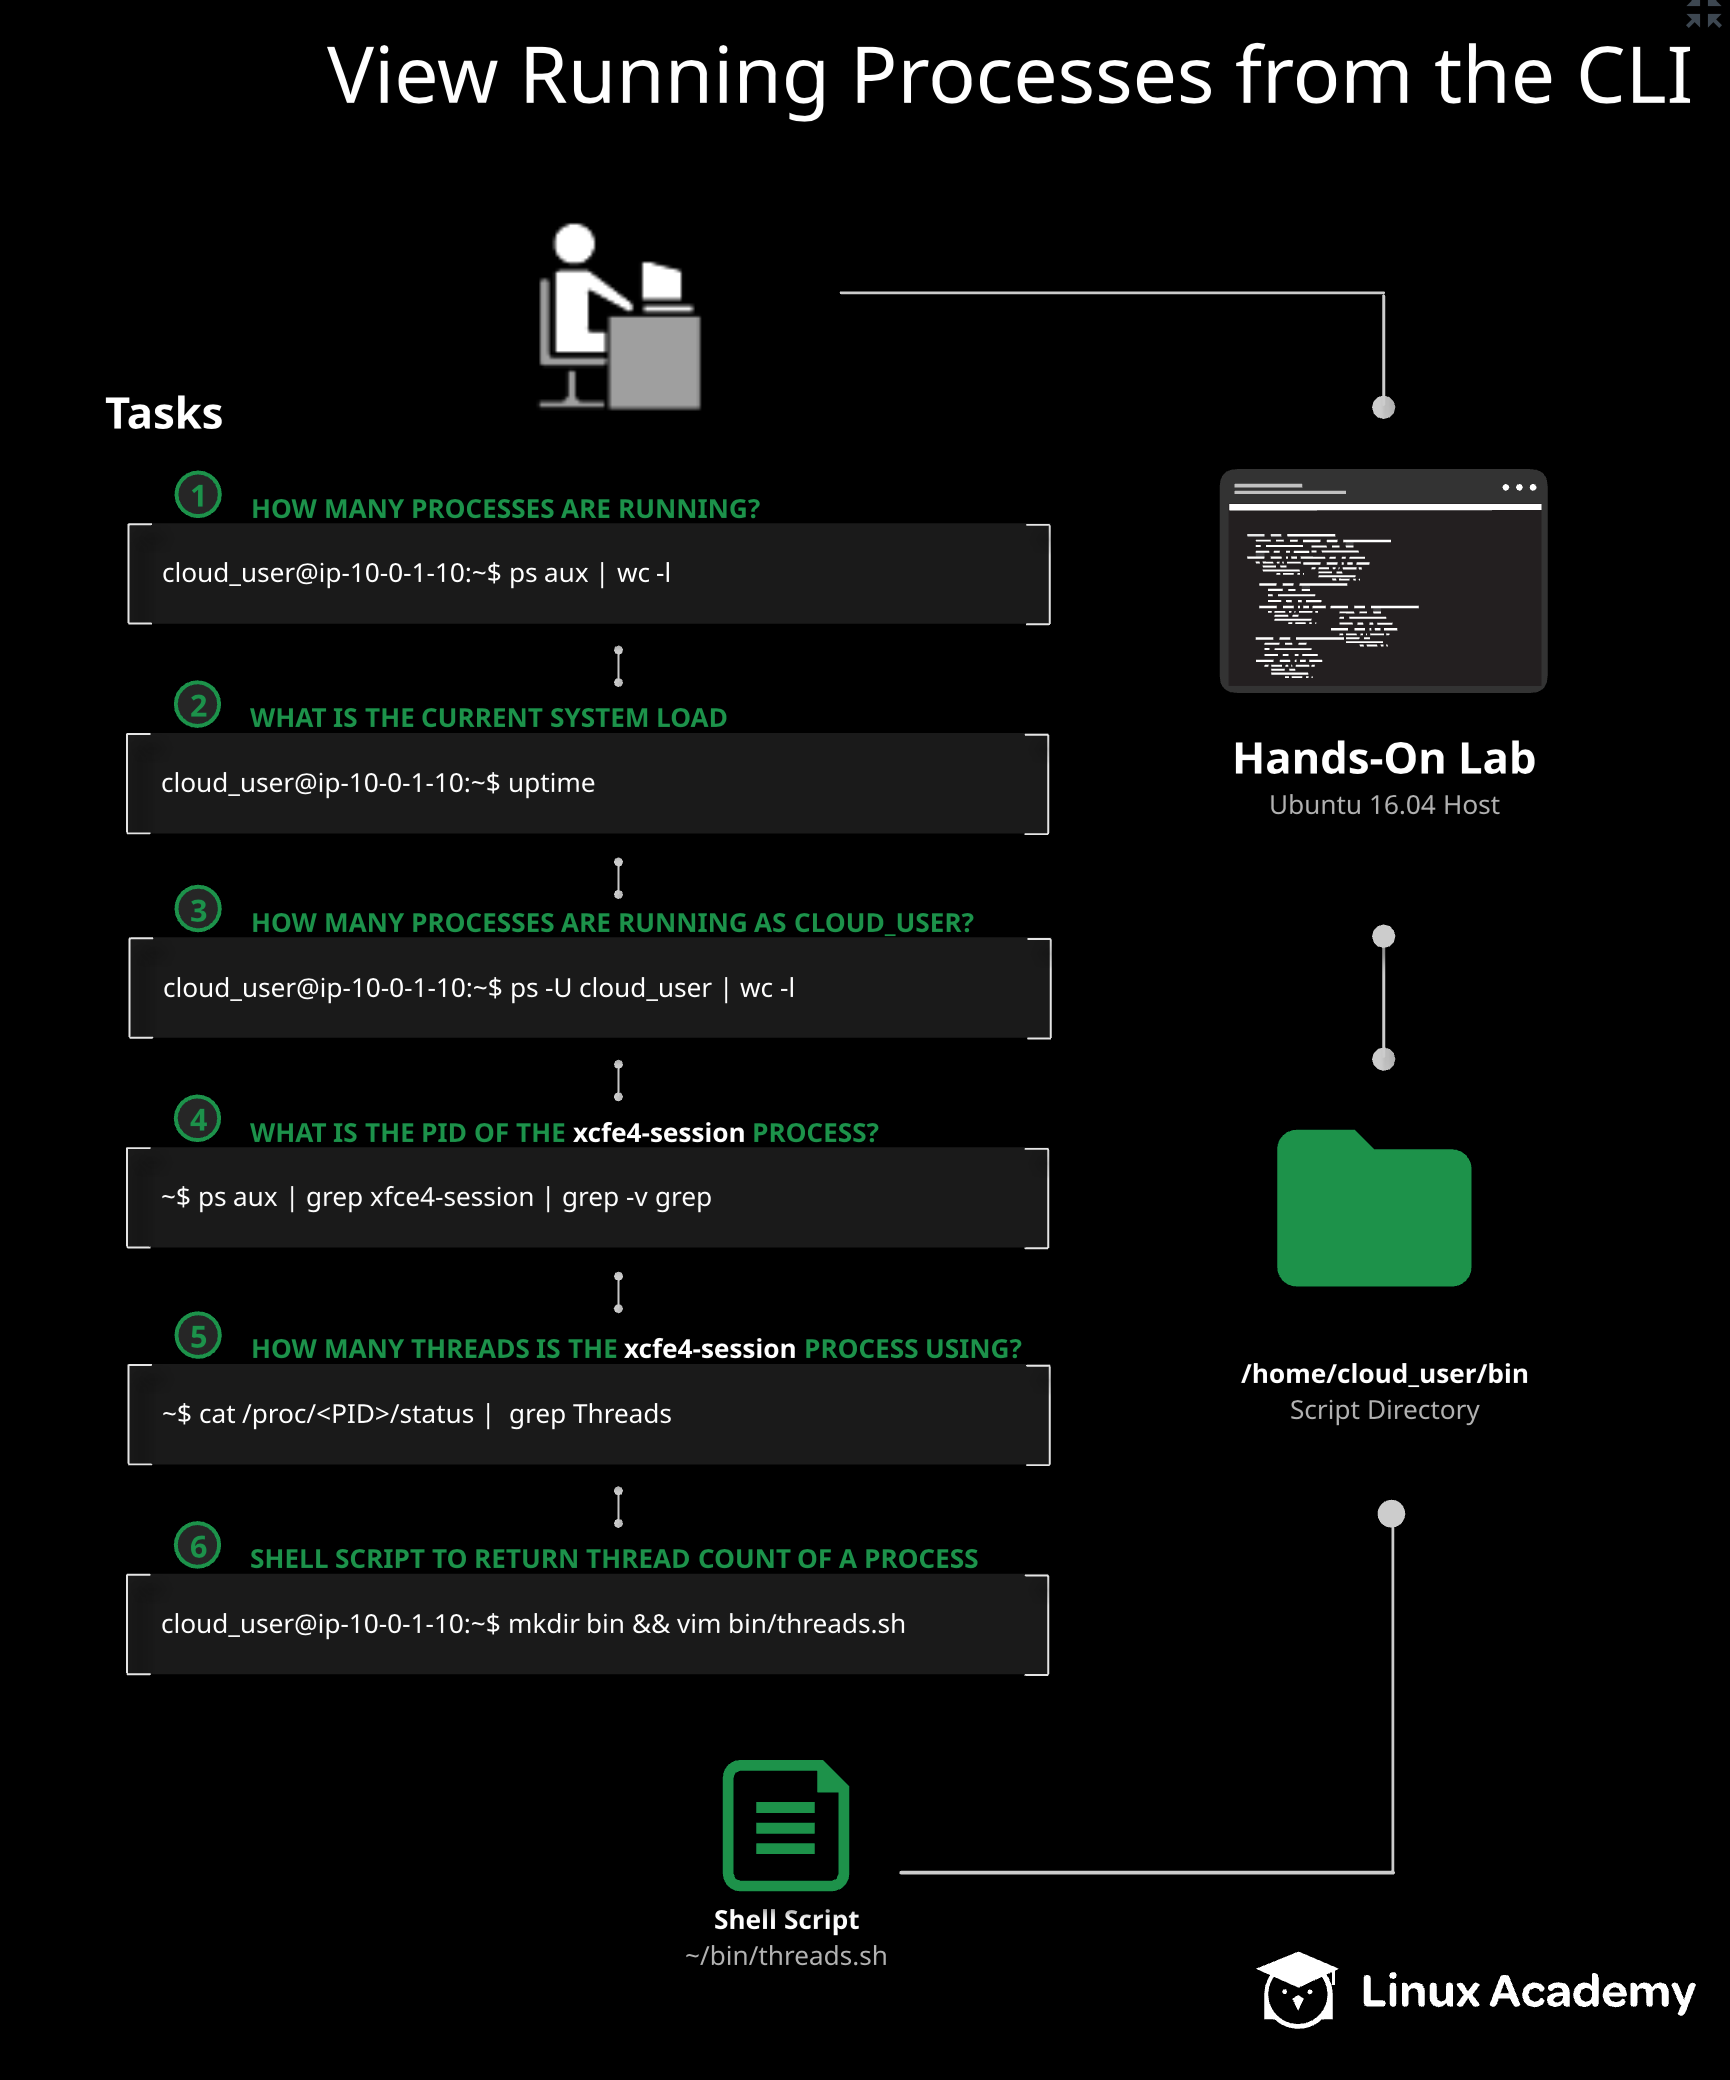 View Running Processes from the CLI
Tasks
1
HOW MANY PROCESSES ARE RUNNING?
cloud_user@ip-10-0-1-10:~$ ps aux | wc -l
2
WHAT IS THE CURRENT SYSTEM LOAD
cloud_user@ip-10-0-1-10:~$ uptime
3
HOW MANY PROCESSES ARE RUNNING AS CLOUD_USER?
cloud_user@ip-10-0-1-10:~$ ps -U cloud_user | wc -l
4
WHAT IS THE PID OF THE xcfe4-session PROCESS?
~$ ps aux | grep xfce4-session | grep -v grep
5
HOW MANY THREADS IS THE xcfe4-session PROCESS USING?
~$ cat /proc/<PID>/status |  grep Threads
6
SHELL SCRIPT TO RETURN THREAD COUNT OF A PROCESS
cloud_user@ip-10-0-1-10:~$ mkdir bin && vim bin/threads.sh
Hands-On Lab
Ubuntu 16.04 Host
/home/cloud_user/bin
Script Directory
Shell Script
~/bin/threads.sh
Linux Academy